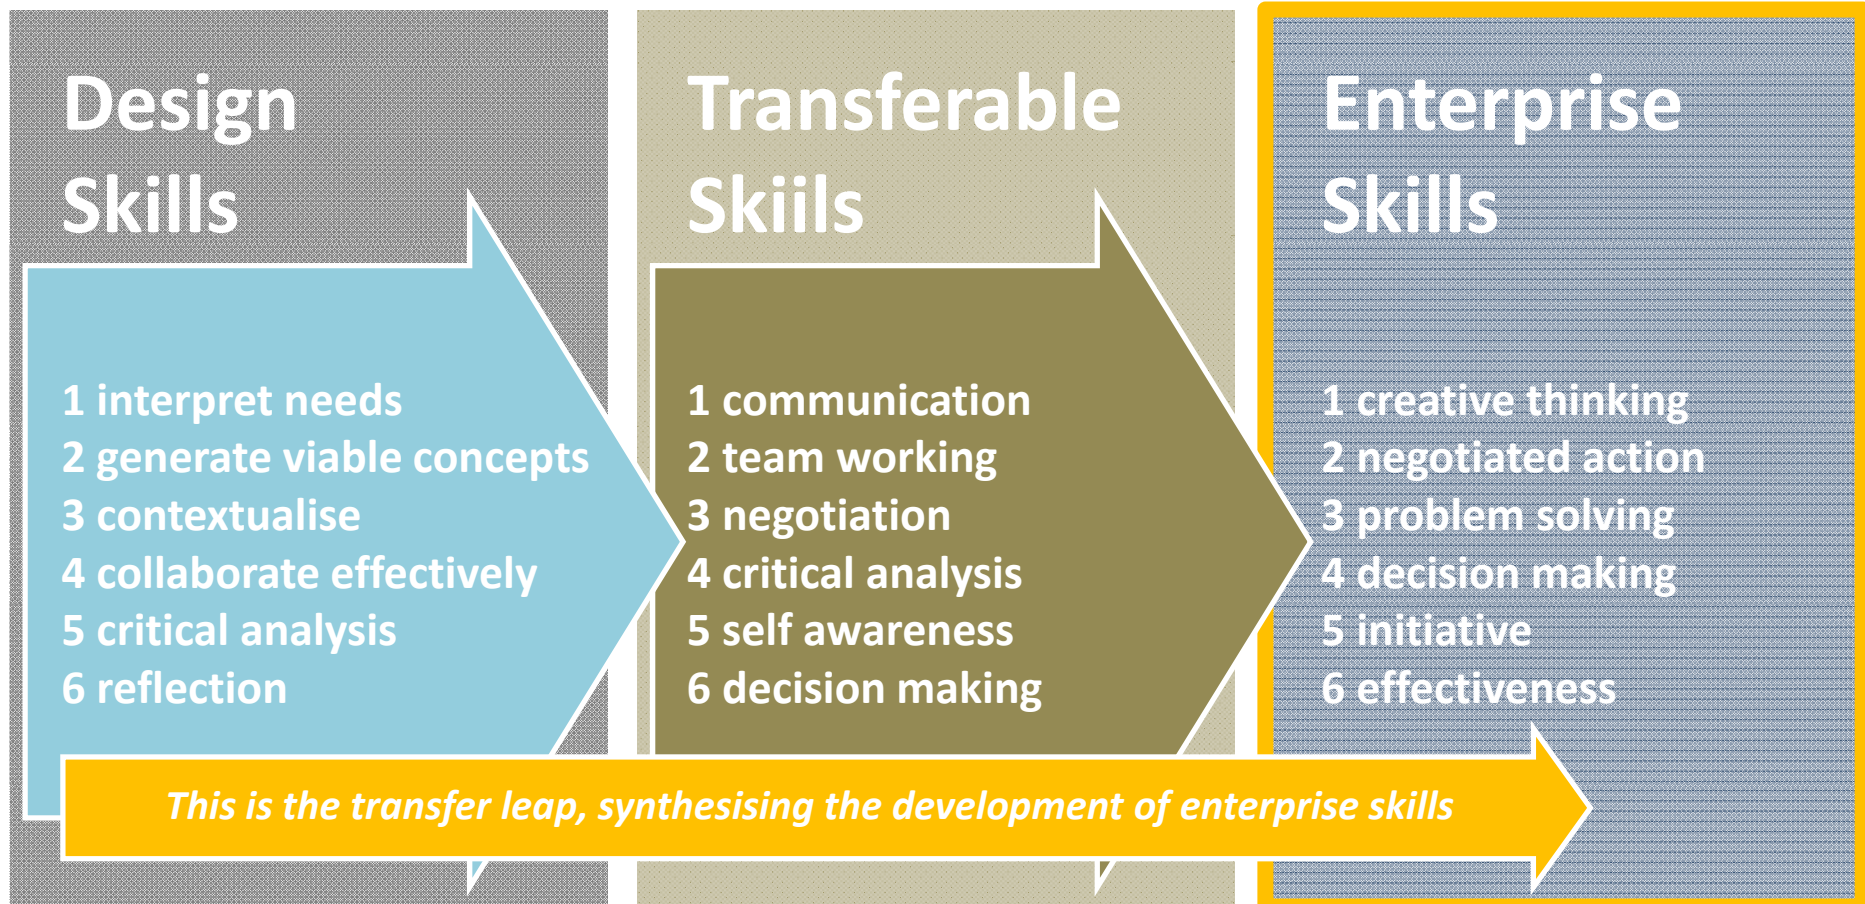 Design
Skills
1 interpret needs
2 generate viable concepts
3 contextualise
4 collaborate effectively
5 critical analysis
6 reflection
Transferable
Skiils
1 communication
2 team working
3 negotiation
4 critical analysis
5 self awareness
6 decision making
Enterprise
Skills
1 creative thinking
2 negotiated action
3 problem solving
4 decision making
5 initiative
6 effectiveness
This is the transfer leap, synthesising the development of enterprise skills